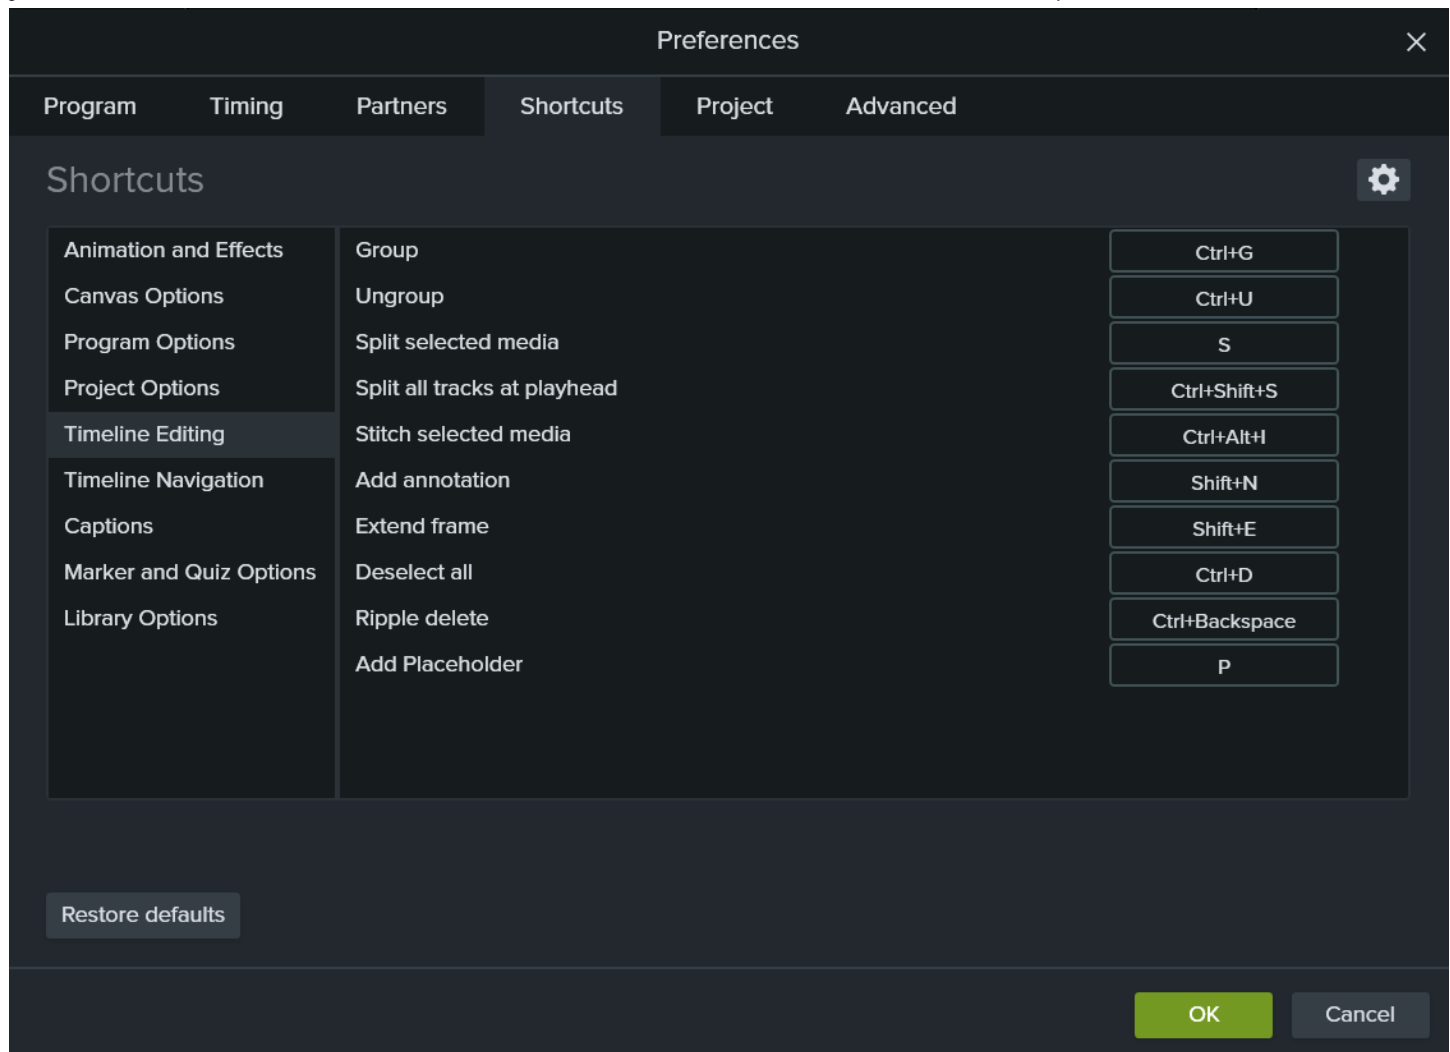 Preferences
Program Timing Partners Shortcuts Project Advanced
Shortcuts
Animation and Effects
Canvas Options
Program Options
Project Options
Timeline Editing
Timeline Navigation
Captions
Marker and Quiz Options
Library Options
Group Ctrl+G
Ungroup Ctrl+U
Split selected media S
Split all tracks at playhead Ctrl+Shift+S
Stitch selected media Ctrl+Alt+I
Add annotation Shift+N
Extend frame Shift+E
Deselect all Ctrl+D
Ripple delete Ctrl+Backspace
Add Placeholder P
Restore defaults
OK Cancel